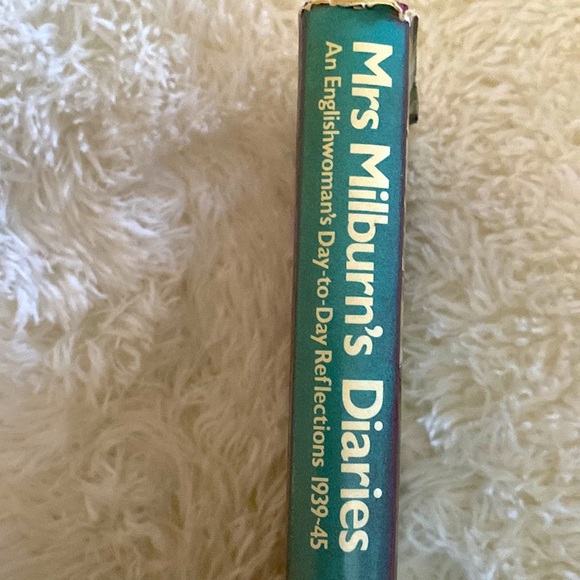 Mrs Milburn's Diaries
An Englishwoman's Day-to-Day Reflections 1939-45